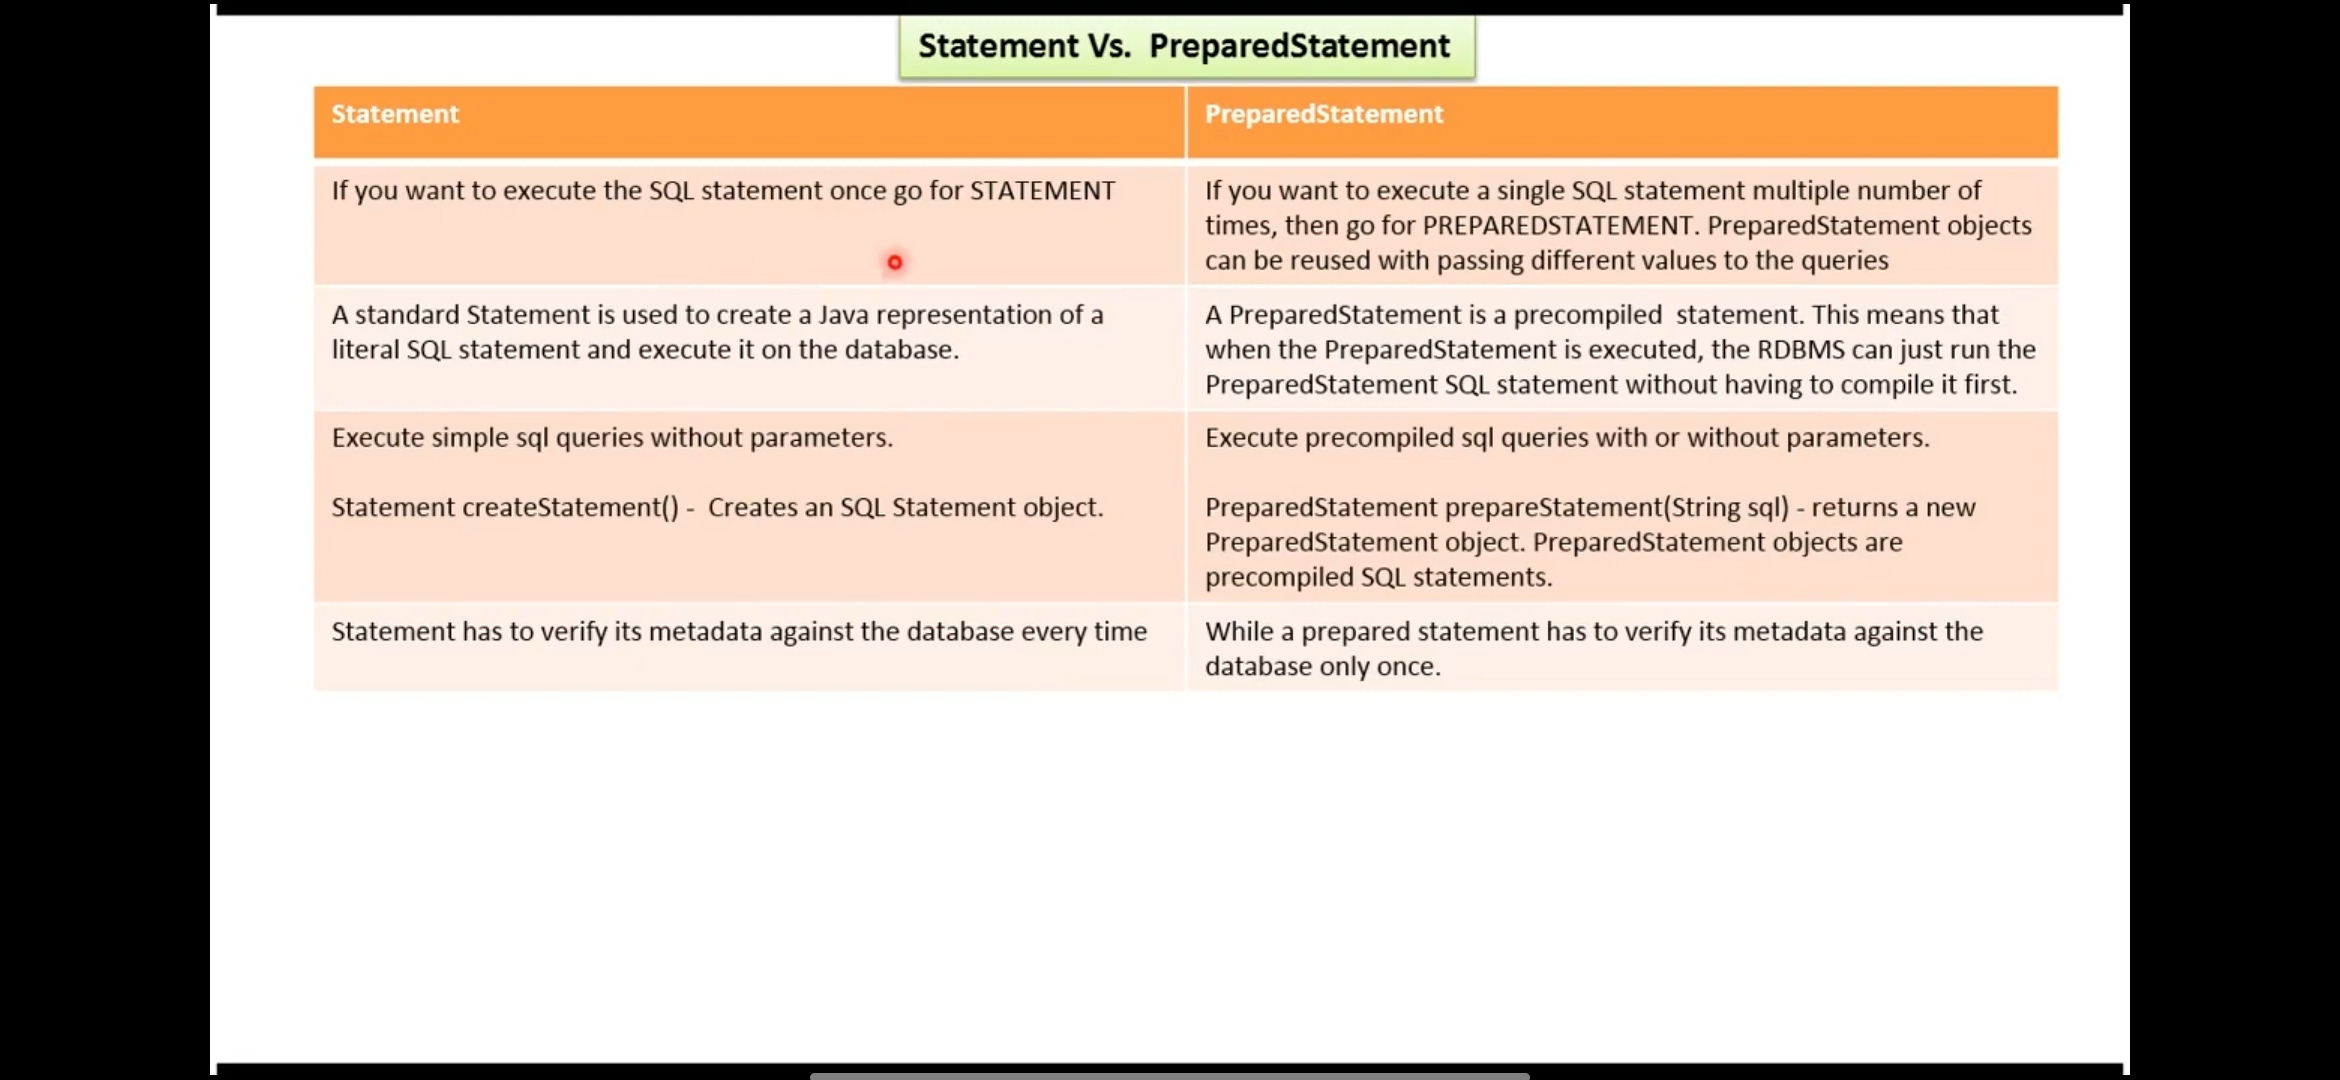 Statement Vs.  PreparedStatement
Statement
PreparedStatement
If you want to execute the SQL statement once go for STATEMENT
If you want to execute a single SQL statement multiple number of
times, then go for PREPAREDSTATEMENT. PreparedStatement objects
can be reused with passing different values to the queries
A standard Statement is used to create a Java representation of a
literal SQL statement and execute it on the database.
A PreparedStatement is a precompiled  statement. This means that
when the PreparedStatement is executed, the RDBMS can just run the
PreparedStatement SQL statement without having to compile it first.
Execute simple sql queries without parameters.
Statement createStatement() -  Creates an SQL Statement object.
Execute precompiled sql queries with or without parameters.
PreparedStatement prepareStatement(String sql) - returns a new
PreparedStatement object. PreparedStatement objects are
precompiled SQL statements.
Statement has to verify its metadata against the database every time
While a prepared statement has to verify its metadata against the
database only once.